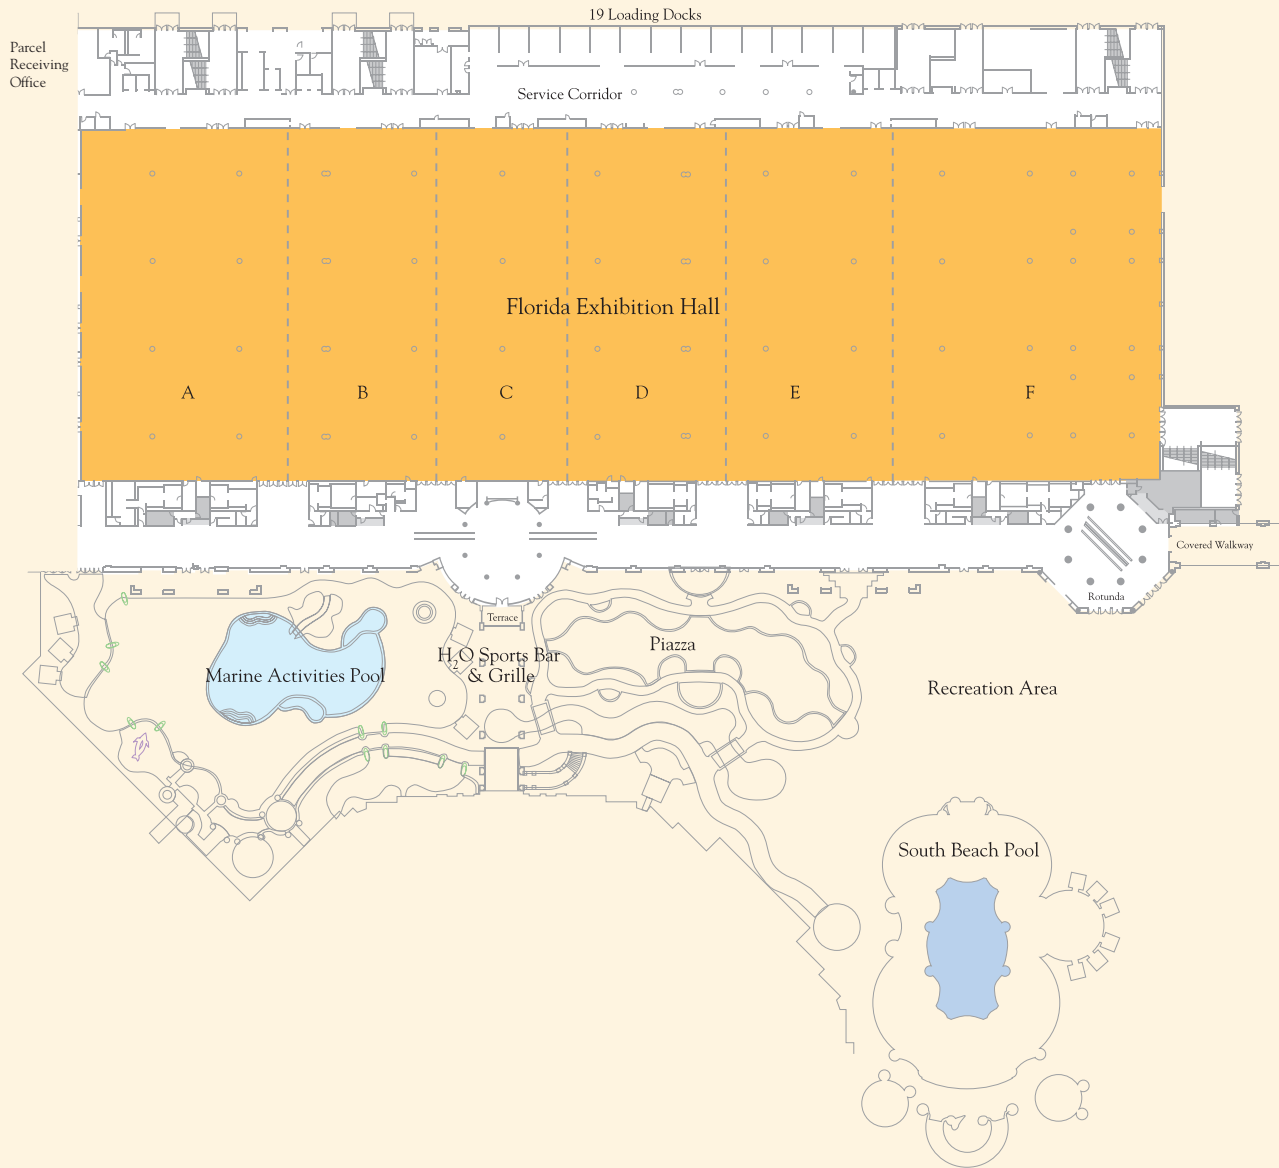 19 Loading Docks
Parcel
Receiving
Office
Service Corridor
Florida Exhibition Hall
A
B
C
D
E
F
Covered Walkway
Rotunda
Terrace
Piazza
H2O Sports Bar
& Grille
Marine Activities Pool
Recreation Area
South Beach Pool